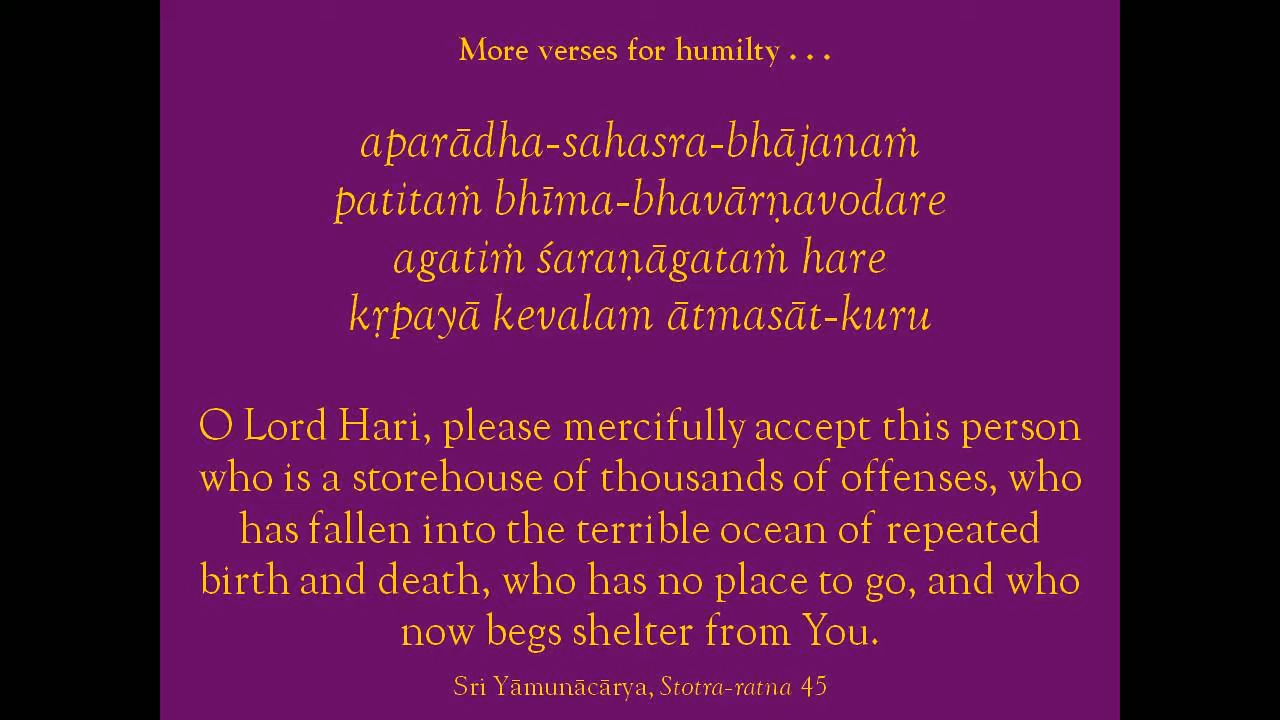 More verses for humilty . . .
aparādha-sahasra-bhājanaṁ
patitaṁ bhīma-bhavārṇavodare
agatiṁ śaraṇāgataṁ hare
kṛpayā kevalam ātmasāt-kuru
O Lord Hari, please mercifully accept this person
who is a storehouse of thousands of offenses, who
has fallen into the terrible ocean of repeated
birth and death, who has no place to go, and who
now begs shelter from You.
Sri Yāmunācārya, Stotra-ratna 45